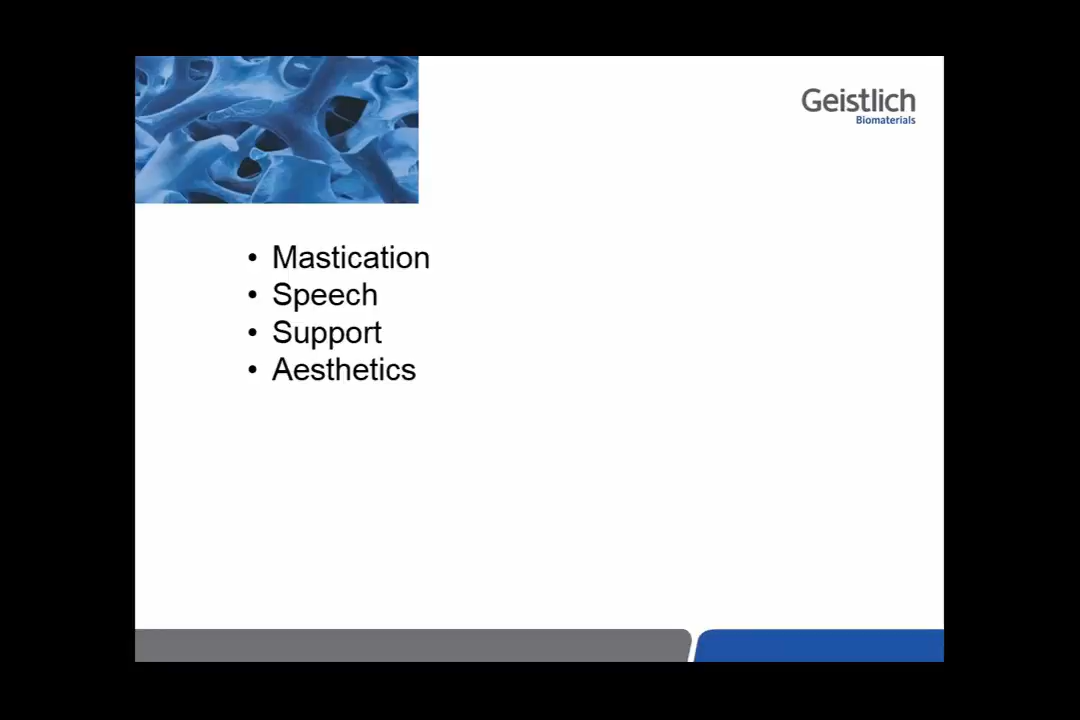 Geistlich
Biomaterials
• Mastication
• Speech
• Support
• Aesthetics